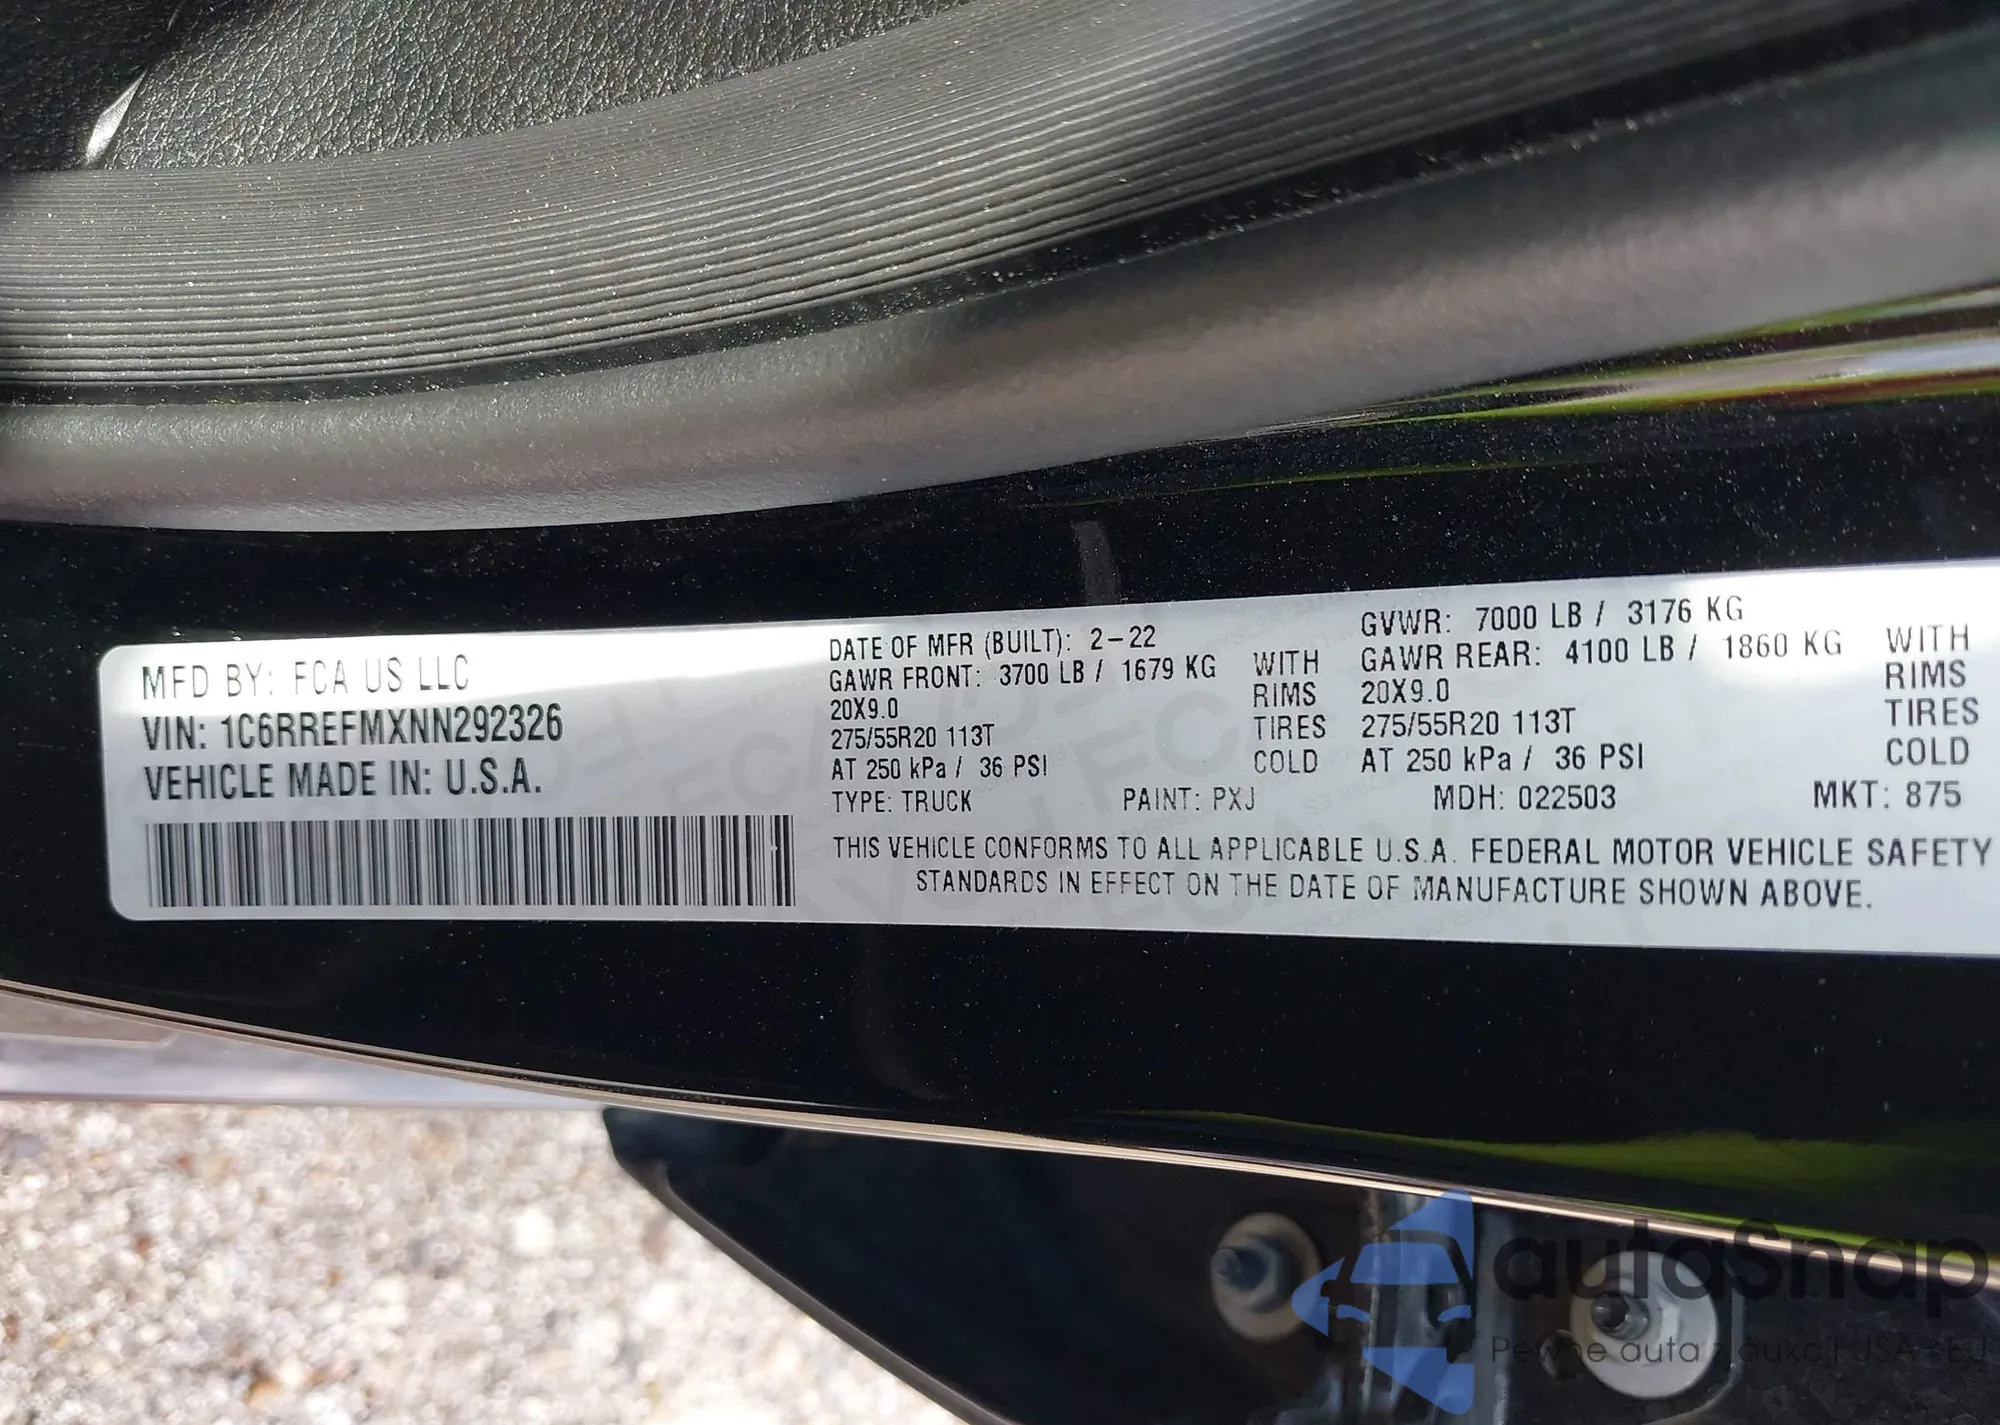 MFD BY: FCA US LLC
VIN: 1C6RREFMXNN292326
VEHICLE MADE IN: U.S.A.
DATE OF MFR (BUILT): 2-22
GAWR FRONT: 3700 LB / 1679 KG WITH
20X9.0 RIMS
275/55R20 113T TIRES
AT 250 kPa / 36 PSI COLD
GVWR: 7000 LB / 3176 KG
GAWR REAR: 4100 LB / 1860 KG WITH
20X9.0 RIMS
275/55R20 113T TIRES
AT 250 kPa / 36 PSI COLD
TYPE: TRUCK PAINT: PXJ MDH: 022503 MKT: 875
THIS VEHICLE CONFORMS TO ALL APPLICABLE U.S.A. FEDERAL MOTOR VEHICLE SAFETY
STANDARDS IN EFFECT ON THE DATE OF MANUFACTURE SHOWN ABOVE.
autoSnap
Pewne auta z aukcji USA